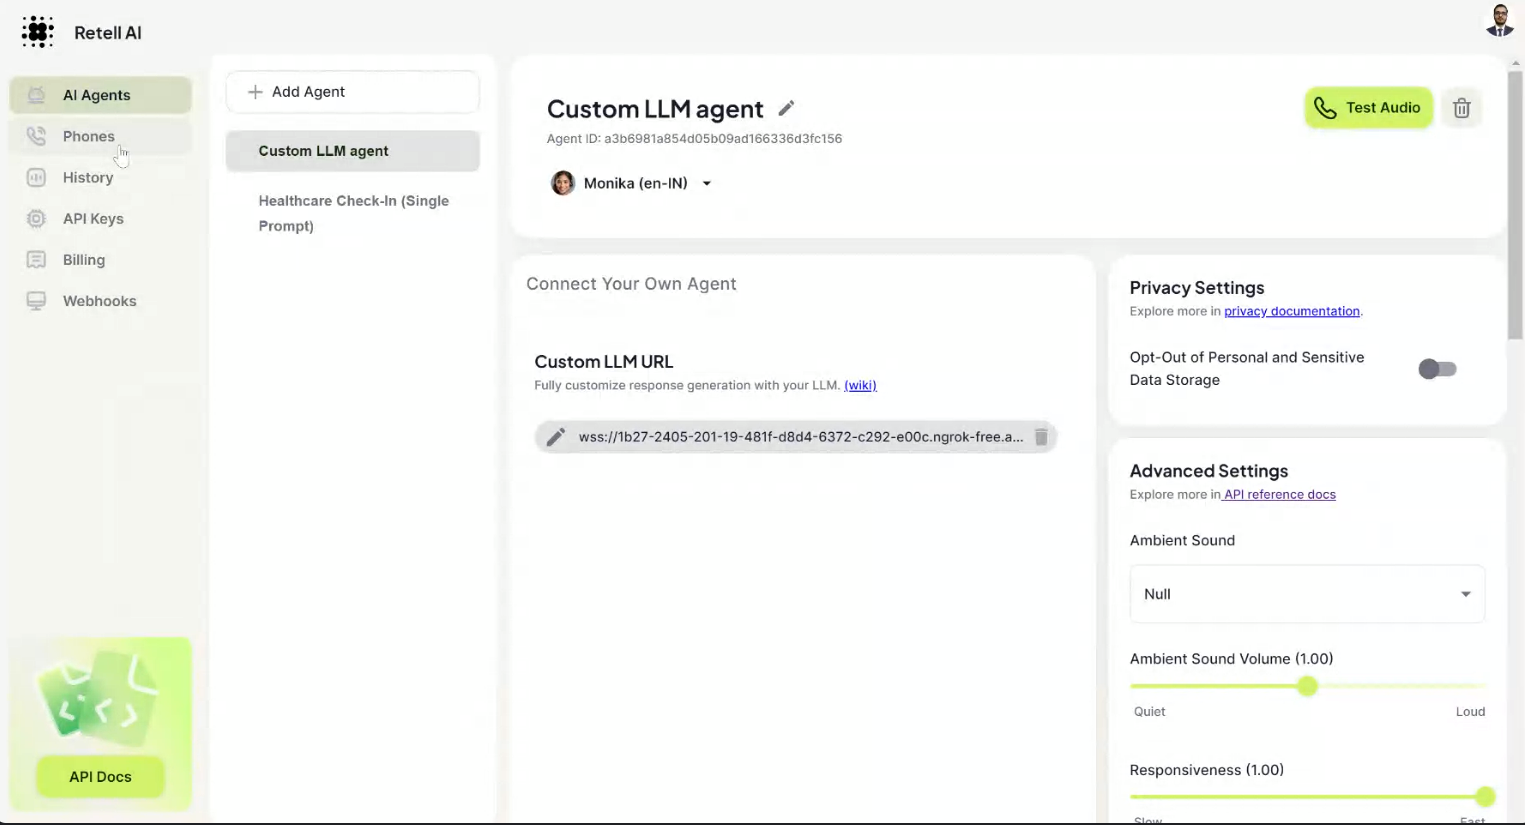 Retell AI
AI Agents
Phones
History
API Keys
Billing
Webhooks
API Docs
Add Agent
Custom LLM agent
Healthcare Check-In (Single
Prompt)
Custom LLM agent
Agent ID: a3b6981a854d05b09ad166336d3fc156
Monika (en-IN)
Test Audio
Connect Your Own Agent
Custom LLM URL
Fully customize response generation with your LLM. (wiki)
wss://1b27-2405-201-19-481f-d8d4-6372-c292-e00c.ngrok-free.a...
Privacy Settings
Explore more in privacy documentation.
Opt-Out of Personal and Sensitive
Data Storage
Advanced Settings
Explore more in API reference docs
Ambient Sound
Null
Ambient Sound Volume (1.00)
Quiet Loud
Responsiveness (1.00)
Slow Fast